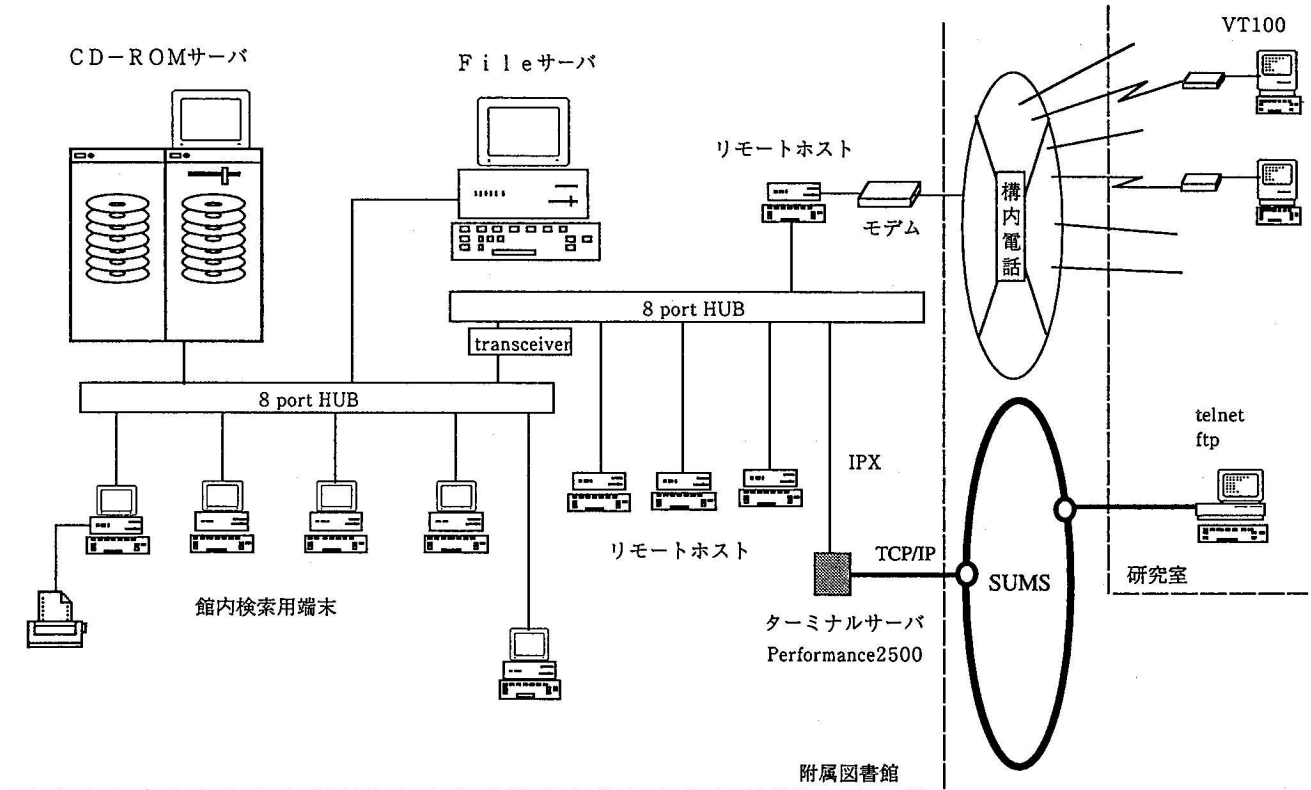 VT100
CD-ROMサーバ
Fileサーバ
リモートホスト
モデム
構内電話
8 port HUB
transceiver
8 port HUB
telnet
ftp
IPX
リモートホスト
TCP/IP
SUMS
研究室
館内検索用端末
ターミナルサーバ
Performance2500
附属図書館